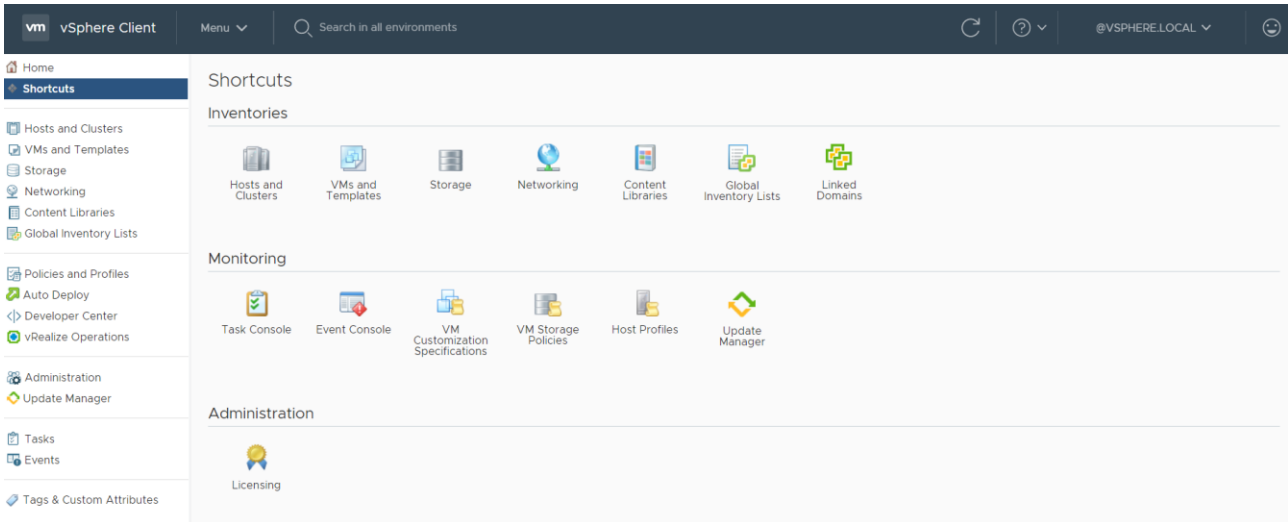 vm vSphere Client Menu Search in all environments @VSPHERE.LOCAL
Home
Shortcuts
Hosts and Clusters
VMs and Templates
Storage
Networking
Content Libraries
Global Inventory Lists
Policies and Profiles
Auto Deploy
Developer Center
vRealize Operations
Administration
Update Manager
Tasks
Events
Tags & Custom Attributes
Shortcuts
Inventories
Hosts and
Clusters
VMs and
Templates
Storage
Networking
Content
Libraries
Global
Inventory Lists
Linked
Domains
Monitoring
Task Console
Event Console
VM
Customization
Specifications
VM Storage
Policies
Host Profiles
Update
Manager
Administration
Licensing